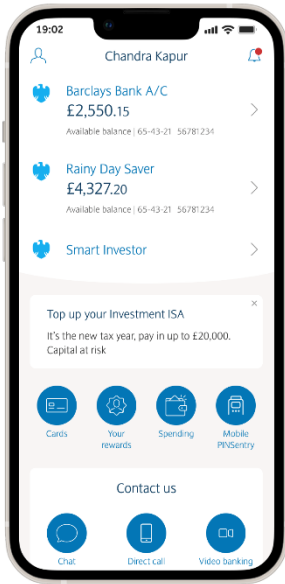 19:02
Chandra Kapur
Barclays Bank A/C
£2,550.15
Available balance | 65-43-21 56781234
Rainy Day Saver
£4,327.20
Available balance | 65-43-21 56781234
Smart Investor
Top up your Investment ISA
It's the new tax year, pay in up to £20,000.
Capital at risk
Cards
Your
rewards
Spending
Mobile
PINSentry
Contact us
Chat
Direct call
Video banking